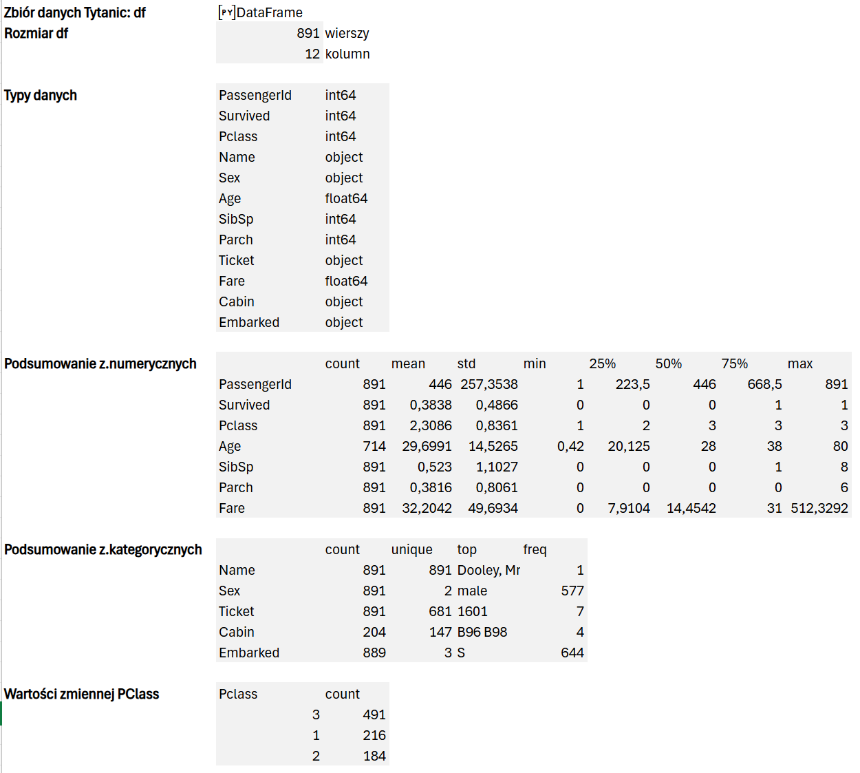 Zbiór danych Tytanic: df [PY]DataFrame
Rozmiar df 891 wierszy
12 kolumn
Typy danych PassengerId int64
Survived int64
Pclass int64
Name object
Sex object
Age float64
SibSp int64
Parch int64
Ticket object
Fare float64
Cabin object
Embarked object
Podsumowanie z.numerycznych count mean std min 25% 50% 75% max
PassengerId 891 446 257,3538 1 223,5 446 668,5 891
Survived 891 0,3838 0,4866 0 0 0 1 1
Pclass 891 2,3086 0,8361 1 2 3 3 3
Age 714 29,6991 14,5265 0,42 20,125 28 38 80
SibSp 891 0,523 1,1027 0 0 0 1 8
Parch 891 0,3816 0,8061 0 0 0 0 6
Fare 891 32,2042 49,6934 0 7,9104 14,4542 31 512,3292
Podsumowanie z.kategorycznych count unique top freq
Name 891 891 Dooley, Mr 1
Sex 891 2 male 577
Ticket 891 681 1601 7
Cabin 204 147 B96 B98 4
Embarked 889 3 S 644
Wartości zmiennej PClass Pclass count
3 491
1 216
2 184